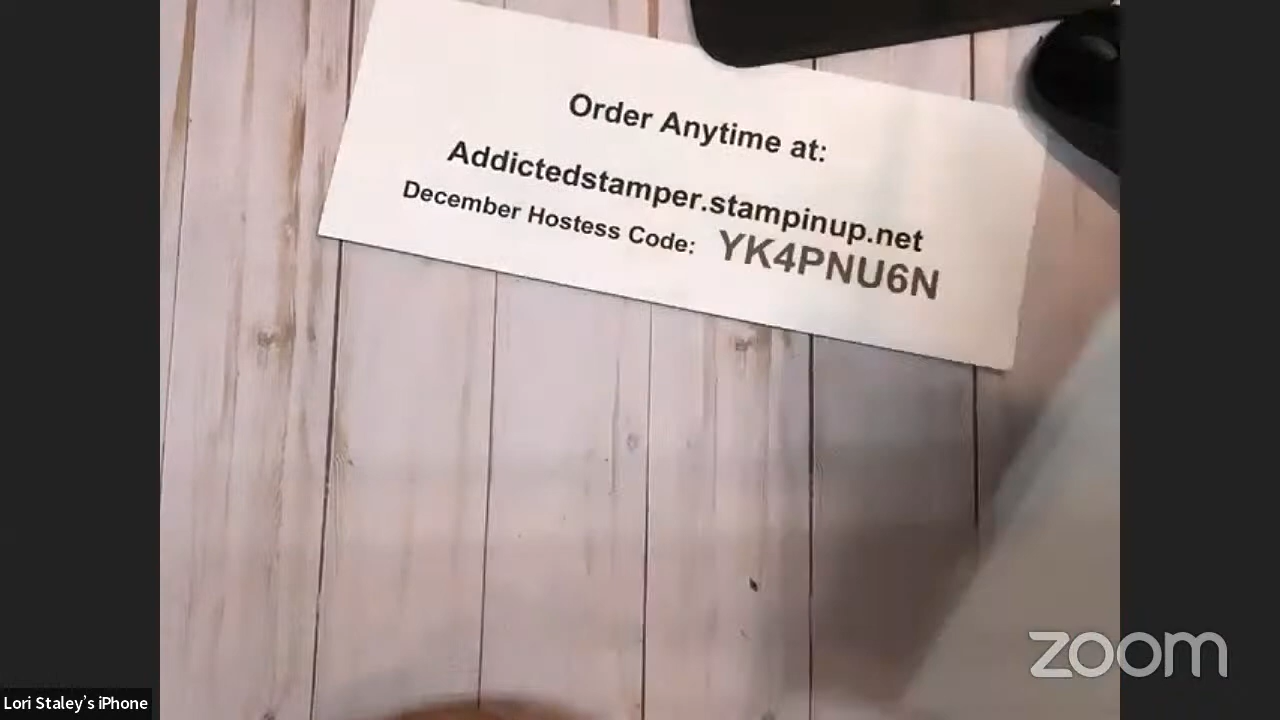 Order Anytime at:
Addictedstamper.stampinup.net
December Hostess Code: YK4PNU6N
zoom
Lori Staley's iPhone